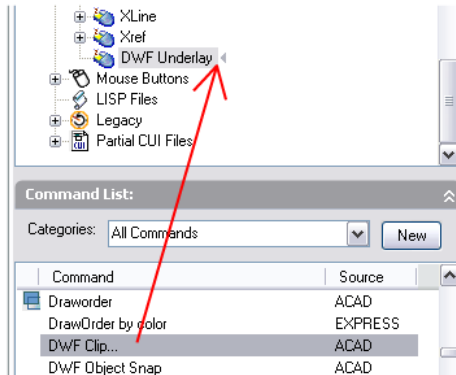 XLine
Xref
DWF Underlay
Mouse Buttons
LISP Files
Legacy
Partial CUI Files
Command List:
Categories: All Commands New
Command Source
Draworder ACAD
DrawOrder by color EXPRESS
DWF Clip... ACAD
DWF Object Snap ACAD